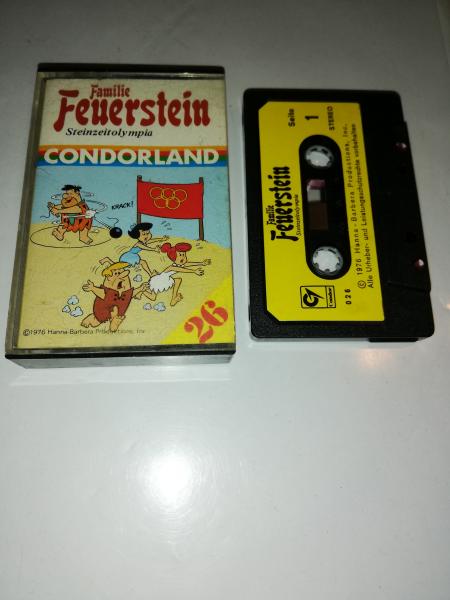 Familie
Feuerstein
Steinzeitolympia
CONDORLAND
KRACK!
©1976 Hanna-Barbera Productions, Inc
26
Familie
Feuerstein
Steinzeitolympia
Seite
1
STEREO
© 1976 Hanna-Barbera Productions, Inc.
Alle Urheber- und Leistungsschutzrechte vorbehalten
026
Condor